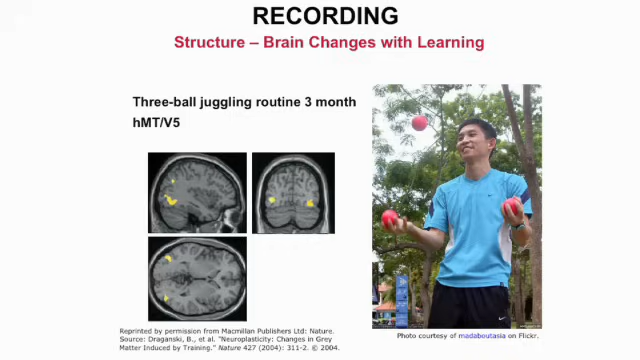 RECORDING
Structure – Brain Changes with Learning
Three-ball juggling routine 3 month
hMT/V5
Reprinted by permission from Macmillan Publishers Ltd: Nature.
Source: Draganski, B., et al. "Neuroplasticity: Changes in Grey
Matter Induced by Training." Nature 427 (2004): 311-2. © 2004.
Photo courtesy of madaboutasia on Flickr.